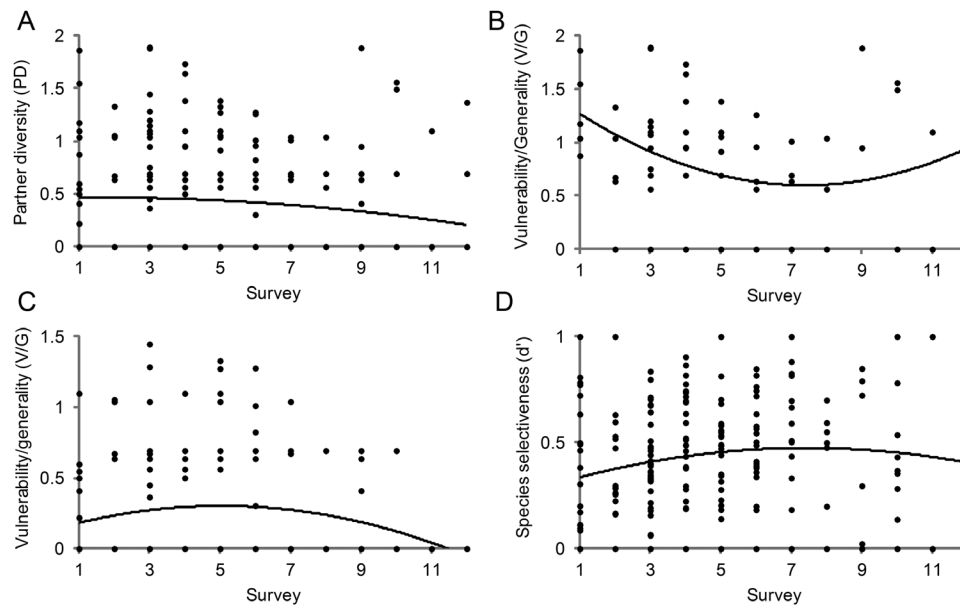 A
Partner diversity (PD)
2
1.5
1
0.5
0
1 3 5 7 9 11
Survey
B
Vulnerability/Generality (V/G)
2
1.5
1
0.5
0
1 3 5 7 9 11
Survey
C
Vulnerability/generality (V/G)
1.5
1
0.5
0
1 3 5 7 9 11
Survey
D
Species selectiveness (d')
1
0.5
0
1 3 5 7 9 11
Survey